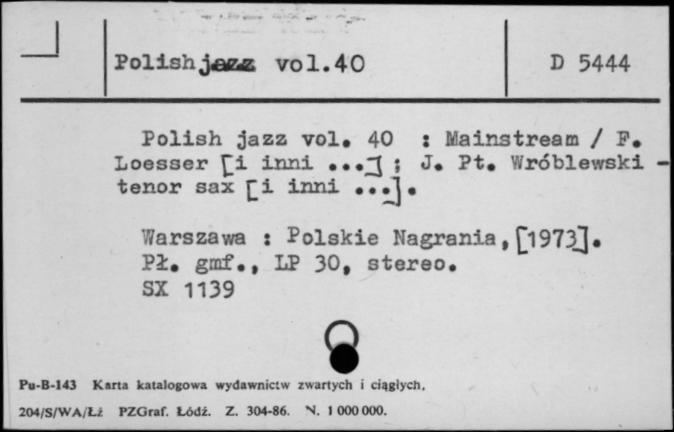 Polish jazz vol.40
D 5444
Polish jazz vol. 40 : Mainstream / F.
Loesser [i inni ...] ; J. Pt. Wróblewski -
tenor sax [i inni ...].
Warszawa : Polskie Nagrania, [1973].
Pł. gmf., LP 30, stereo.
SX 1139
Pu-B-143 Karta katalogowa wydawnictw zwartych i ciągłych.
204/S/WA/Łż PZGraf. Łódź. Z. 304-86. N. 1 000 000.